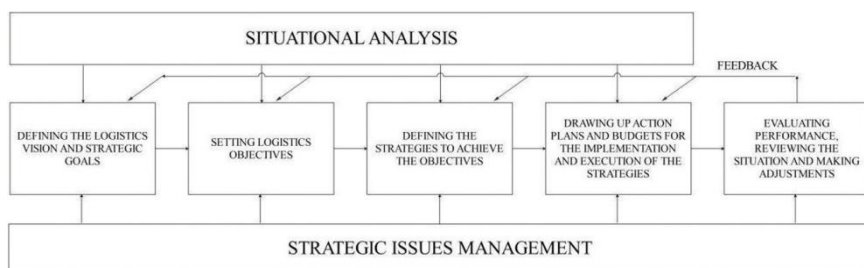 SITUATIONAL ANALYSIS
FEEDBACK
DEFINING THE LOGISTICS
VISION AND STRATEGIC
GOALS
SETTING LOGISTICS
OBJECTIVES
DEFINING THE
STRATEGIES TO ACHIEVE
THE OBJECTIVES
DRAWING UP ACTION
PLANS AND BUDGETS FOR
THE IMPLEMENTATION
AND EXECUTION OF THE
STRATEGIES
EVALUATING
PERFORMANCE,
REVIEWING THE
SITUATION AND MAKING
ADJUSTMENTS
STRATEGIC ISSUES MANAGEMENT